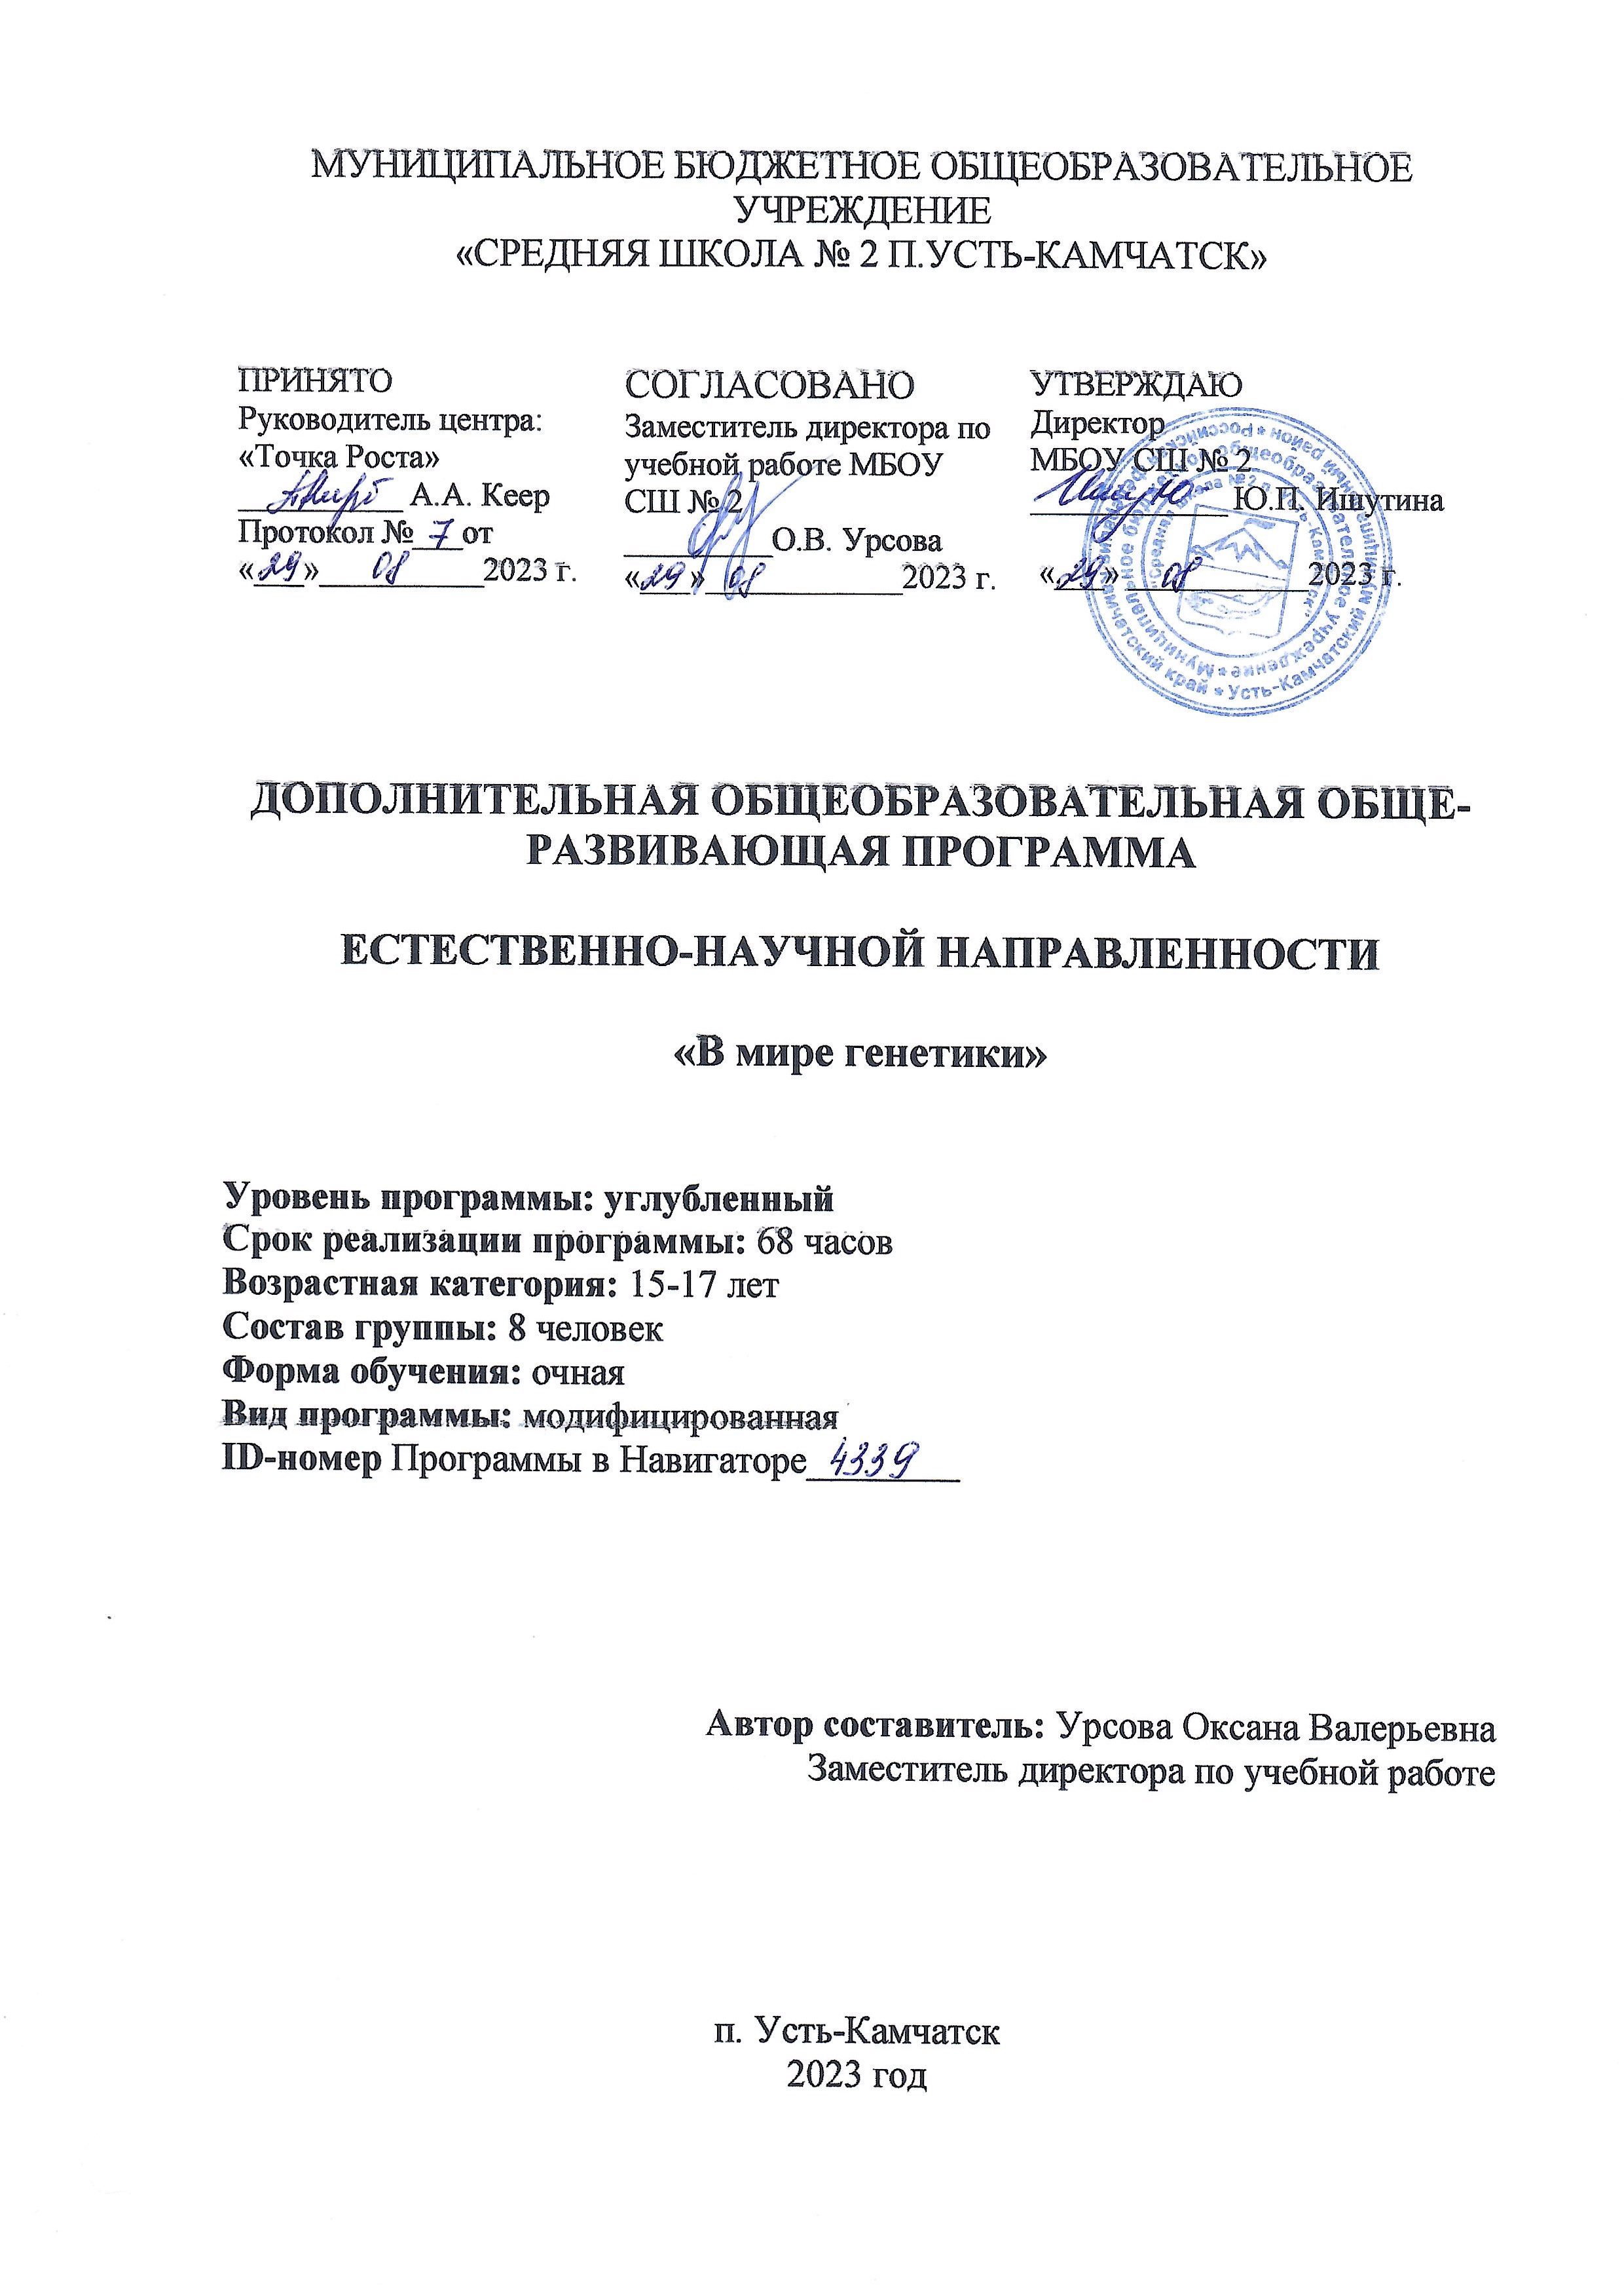 МУНИЦИПАЛЬНОЕ БЮДЖЕТНОЕ ОБЩЕОБРАЗОВАТЕЛЬНОЕ
УЧРЕЖДЕНИЕ
«СРЕДНЯЯ ШКОЛА № 2 П.УСТЬ-КАМЧАТСК»
ПРИНЯТО
Руководитель центра:
«Точка Роста»
А.А. Кеер
Протокол № 7 от
«29» 08 2023 г.
СОГЛАСОВАНО
Заместитель директора по
учебной работе МБОУ
СШ № 2
О.В. Урсова
«29» 08 2023 г.
УТВЕРЖДАЮ
Директор
МБОУ СШ № 2
Ю.П. Ишутина
«29» 08 2023 г.
ДОПОЛНИТЕЛЬНАЯ ОБЩЕОБРАЗОВАТЕЛЬНАЯ ОБЩЕ-
РАЗВИВАЮЩАЯ ПРОГРАММА
ЕСТЕСТВЕННО-НАУЧНОЙ НАПРАВЛЕННОСТИ
«В мире генетики»
Уровень программы: углубленный
Срок реализации программы: 68 часов
Возрастная категория: 15-17 лет
Состав группы: 8 человек
Форма обучения: очная
Вид программы: модифицированная
ID-номер Программы в Навигаторе 4339
Автор составитель: Урсова Оксана Валерьевна
Заместитель директора по учебной работе
п. Усть-Камчатск
2023 год